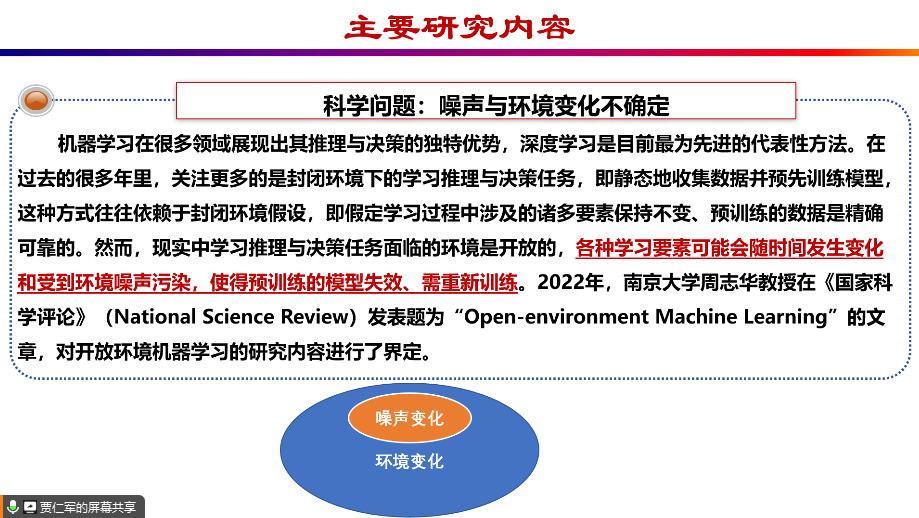 主要研究内容
科学问题：噪声与环境变化不确定
机器学习在很多领域展现出其推理与决策的独特优势，深度学习是目前最为先进的代表性方法。在
过去的很多年里，关注更多的是封闭环境下的学习推理与决策任务，即静态地收集数据并预先训练模型，
这种方式往往依赖于封闭环境假设，即假定学习过程中涉及的诸多要素保持不变、预训练的数据是精确
可靠的。然而，现实中学习推理与决策任务面临的环境是开放的，各种学习要素可能会随时间发生变化
和受到环境噪声污染，使得预训练的模型失效、需重新训练。2022年，南京大学周志华教授在《国家科
学评论》（National Science Review）发表题为“Open-environment Machine Learning”的文
章，对开放环境机器学习的研究内容进行了界定。
噪声变化
环境变化
贾仁军的屏幕共享